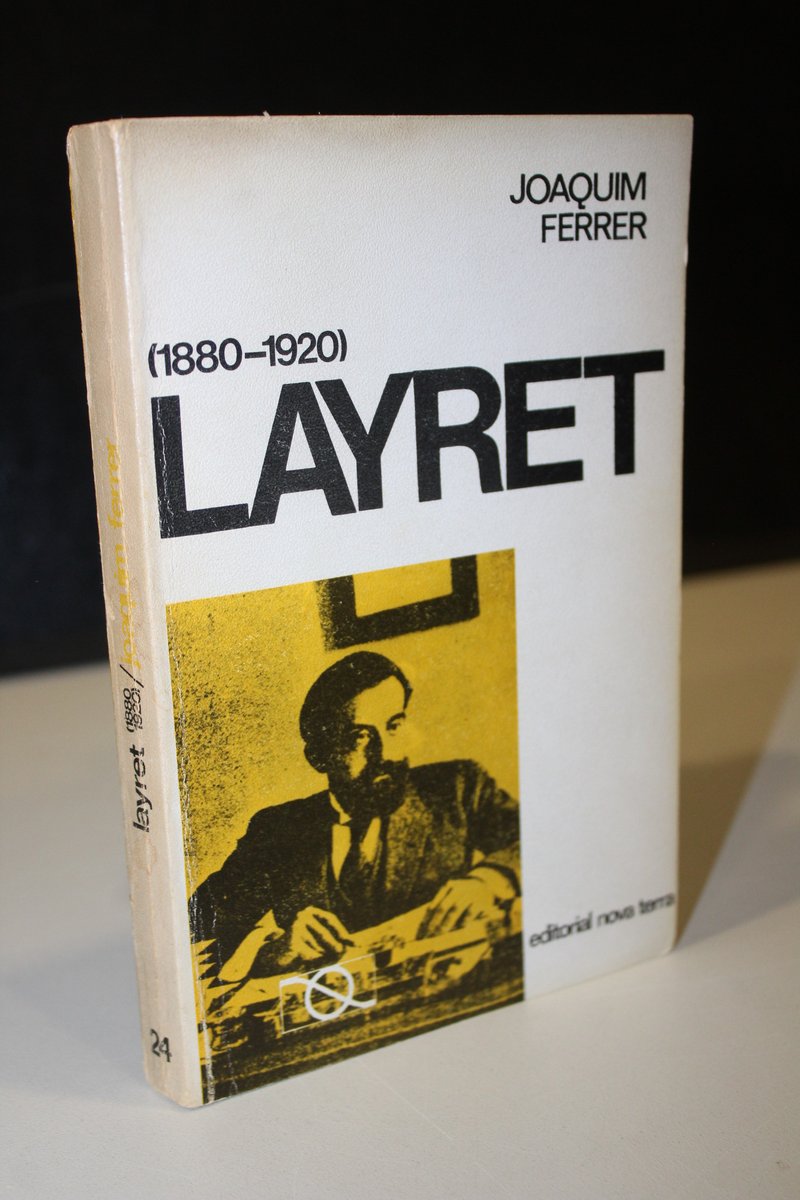 JOAQUIM
FERRER
(1880–1920)
LAYRET
editorial nova terra
layret (1880 1920) / joaquim ferrer
24